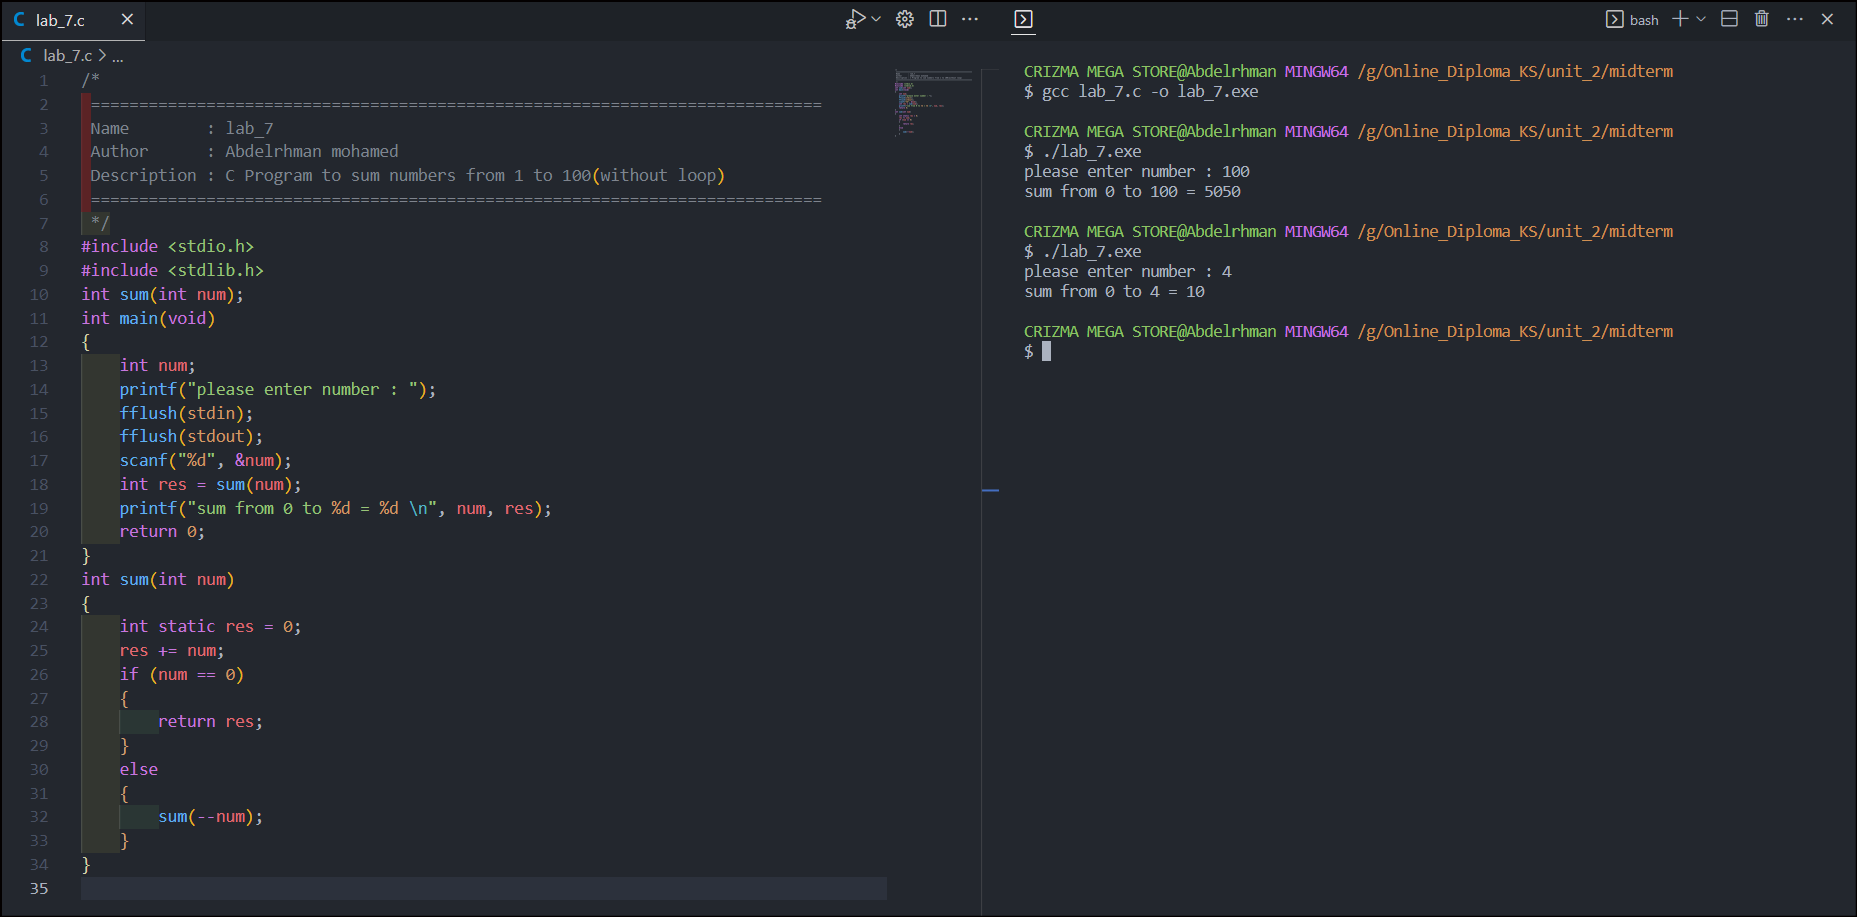 lab_7.c
lab_7.c > ...
1 /*
2 ============================================================================
3 Name        : lab_7
4 Author      : Abdelrhman mohamed
5 Description : C Program to sum numbers from 1 to 100(without loop)
6 ============================================================================
7 */
8 #include <stdio.h>
9 #include <stdlib.h>
10 int sum(int num);
11 int main(void)
12 {
13     int num;
14     printf("please enter number : ");
15     fflush(stdin);
16     fflush(stdout);
17     scanf("%d", &num);
18     int res = sum(num);
19     printf("sum from 0 to %d = %d \n", num, res);
20     return 0;
21 }
22 int sum(int num)
23 {
24     int static res = 0;
25     res += num;
26     if (num == 0)
27     {
28         return res;
29     }
30     else
31     {
32         sum(--num);
33     }
34 }
35
bash
CRIZMA MEGA STORE@Abdelrhman MINGW64 /g/Online_Diploma_KS/unit_2/midterm
$ gcc lab_7.c -o lab_7.exe
CRIZMA MEGA STORE@Abdelrhman MINGW64 /g/Online_Diploma_KS/unit_2/midterm
$ ./lab_7.exe
please enter number : 100
sum from 0 to 100 = 5050
CRIZMA MEGA STORE@Abdelrhman MINGW64 /g/Online_Diploma_KS/unit_2/midterm
$ ./lab_7.exe
please enter number : 4
sum from 0 to 4 = 10
CRIZMA MEGA STORE@Abdelrhman MINGW64 /g/Online_Diploma_KS/unit_2/midterm
$